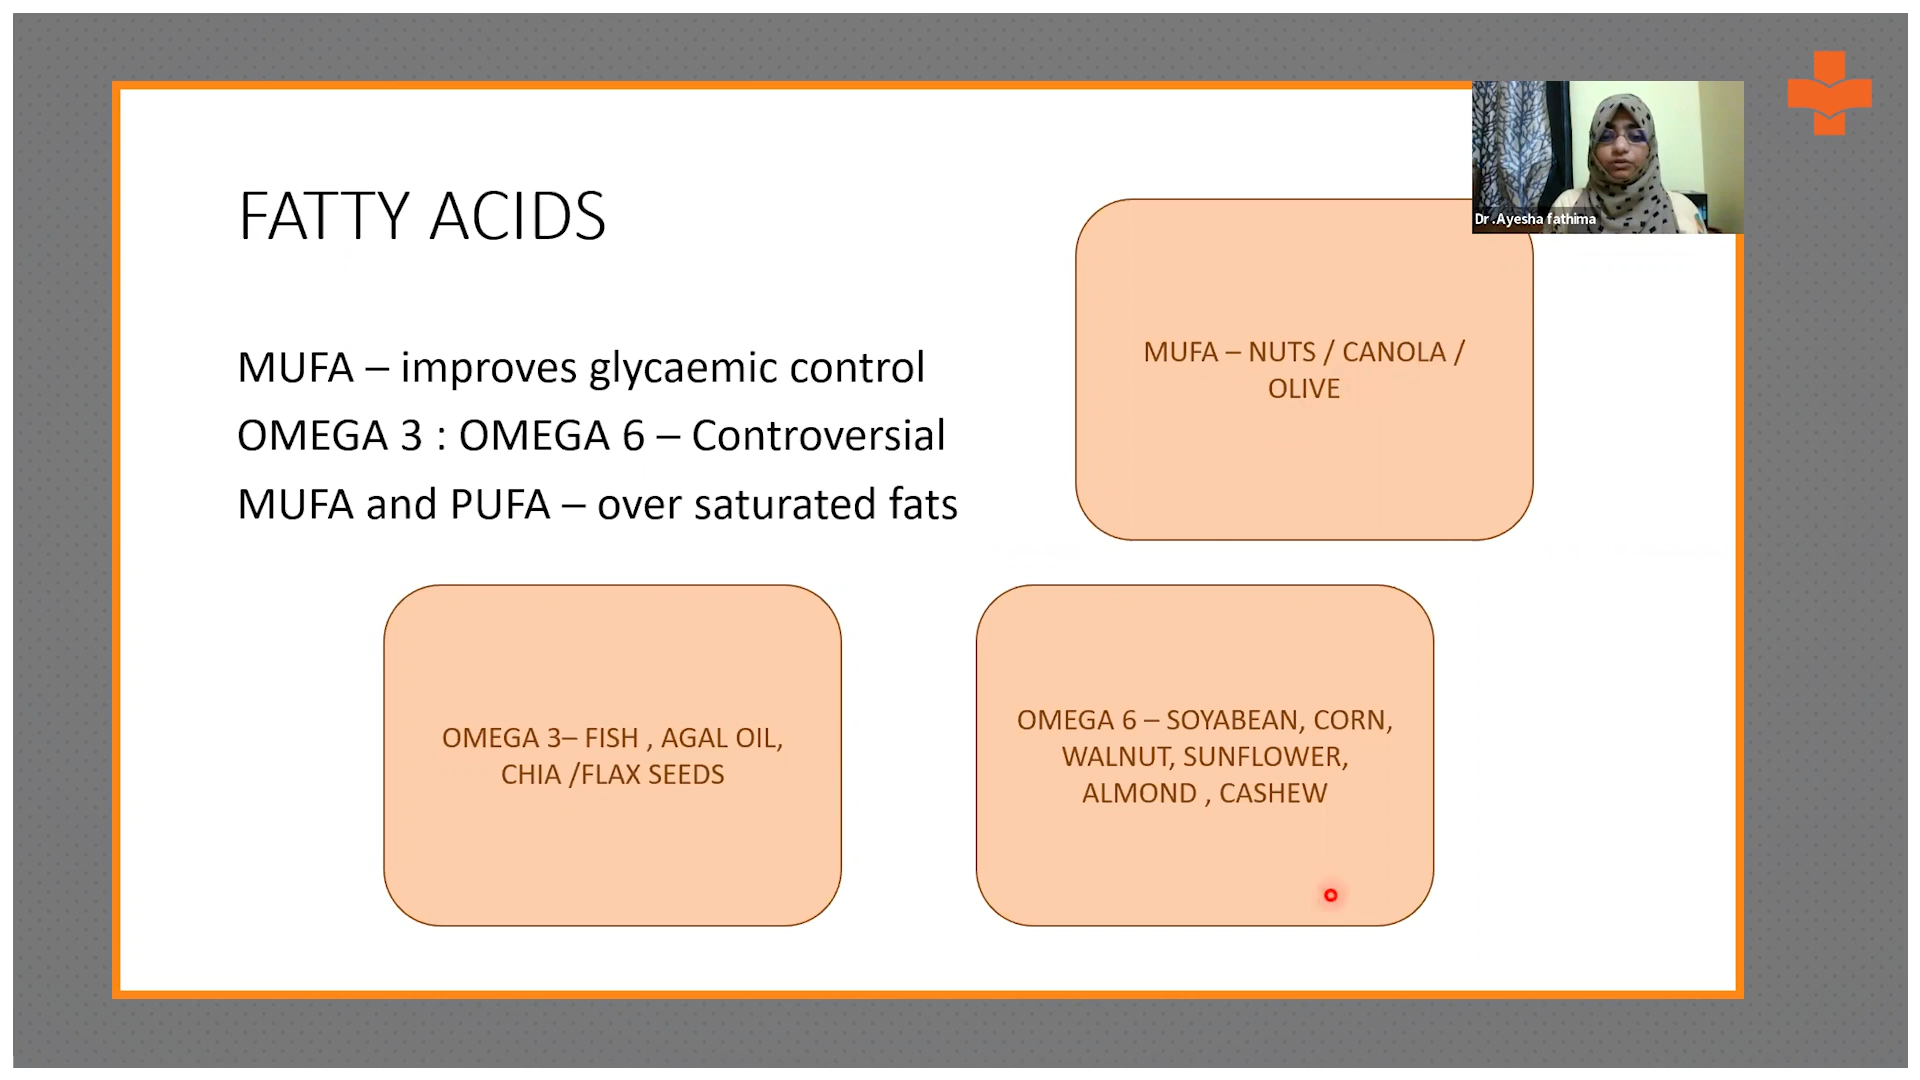 FATTY ACIDS
Dr .Ayesha fathima
MUFA – improves glycaemic control
OMEGA 3 : OMEGA 6 – Controversial
MUFA and PUFA – over saturated fats
MUFA – NUTS / CANOLA /
OLIVE
OMEGA 3– FISH , AGAL OIL,
CHIA /FLAX SEEDS
OMEGA 6 – SOYABEAN, CORN,
WALNUT, SUNFLOWER,
ALMOND , CASHEW